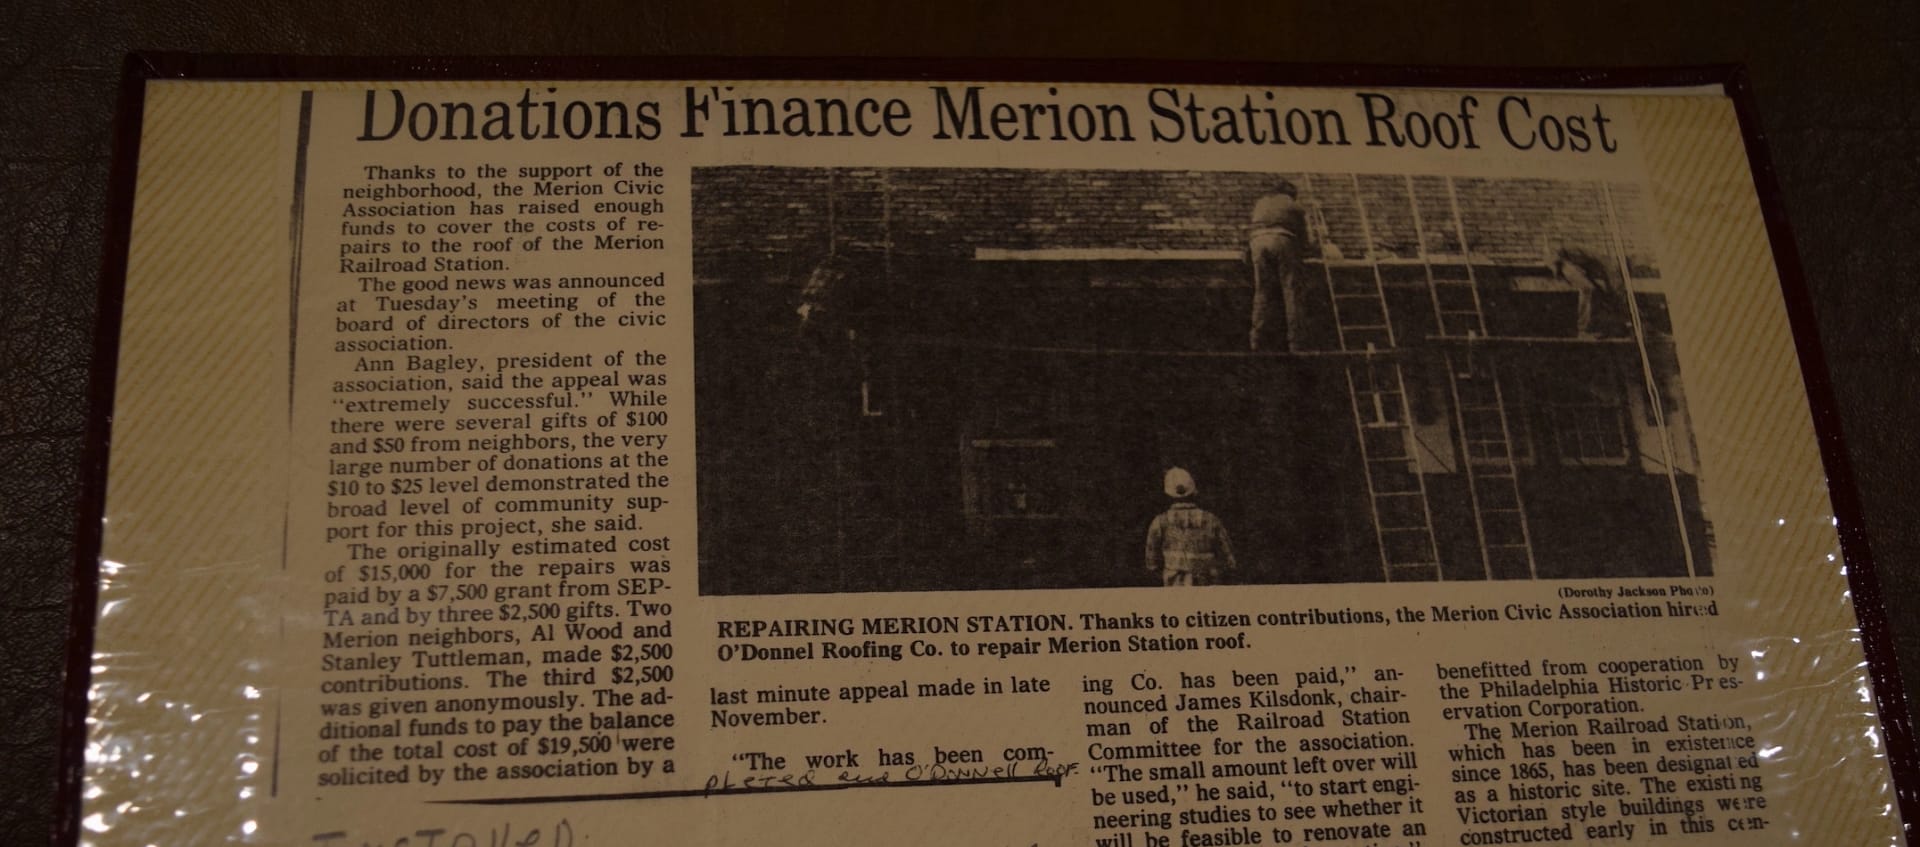 Donations Finance Merion Station Roof Cost
Thanks to the support of the
neighborhood, the Merion Civic
Association has raised enough
funds to cover the costs of re-
pairs to the roof of the Merion
Railroad Station.
The good news was announced
at Tuesday's meeting of the
board of directors of the civic
association.
Ann Bagley, president of the
association, said the appeal was
"extremely successful." While
there were several gifts of $100
and $50 from neighbors, the very
large number of donations at the
$10 to $25 level demonstrated the
broad level of community sup-
port for this project, she said.
The originally estimated cost
of $15,000 for the repairs was
paid by a $7,500 grant from SEP-
TA and by three $2,500 gifts. Two
Merion neighbors, Al Wood and
Stanley Tuttleman, made $2,500
contributions. The third $2,500
was given anonymously. The ad-
ditional funds to pay the balance
of the total cost of $19,500 were
solicited by the association by a
(Dorothy Jackson Photo)
REPAIRING MERION STATION. Thanks to citizen contributions, the Merion Civic Association hired
O'Donnel Roofing Co. to repair Merion Station roof.
last minute appeal made in late
November.
"The work has been com-
pleted and O'Donnell Roof-
ing Co. has been paid," an-
nounced James Kilsdonk, chair-
man of the Railroad Station
Committee for the association.
"The small amount left over will
be used," he said, "to start engi-
neering studies to see whether it
will be feasible to renovate an
benefitted from cooperation by
the Philadelphia Historic Pres-
ervation Corporation.
The Merion Railroad Station,
which has been in existence
since 1865, has been designated
as a historic site. The existing
Victorian style buildings were
constructed early in this cen-